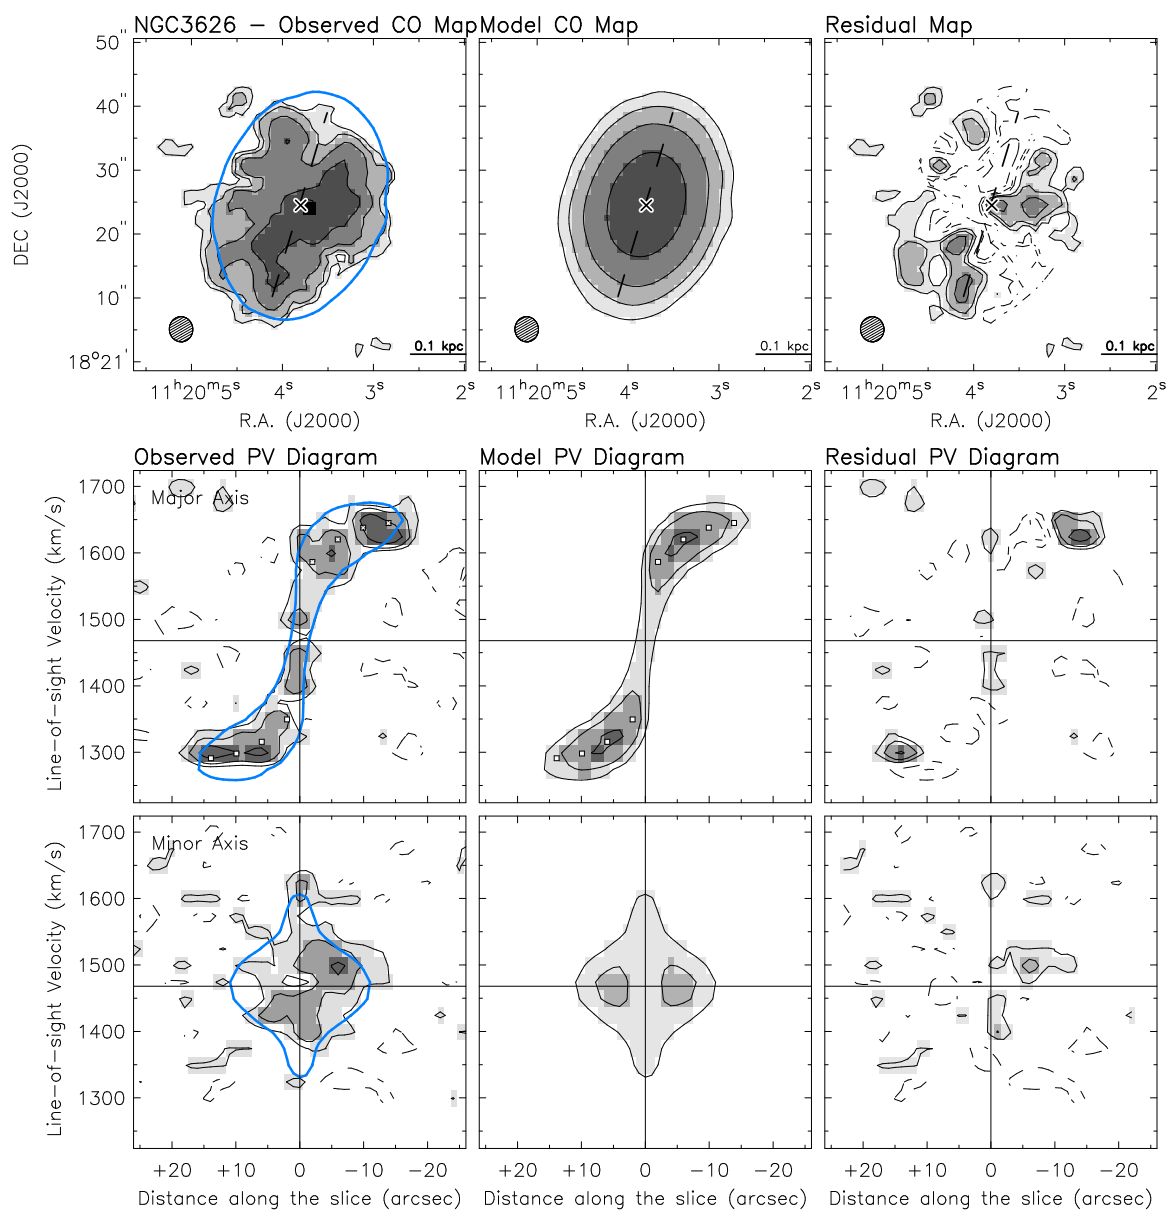 NGC3626 – Observed CO Map Model CO Map Residual Map
50"
40"
30"
20"
10"
18°21'
DEC (J2000)
0.1 kpc 0.1 kpc 0.1 kpc
11ʰ20ᵐ5ˢ 4ˢ 3ˢ 2ˢ 11ʰ20ᵐ5ˢ 4ˢ 3ˢ 2ˢ 11ʰ20ᵐ5ˢ 4ˢ 3ˢ 2ˢ
R.A. (J2000) R.A. (J2000) R.A. (J2000)
Observed PV Diagram Model PV Diagram Residual PV Diagram
Major Axis
1700
1600
1500
1400
1300
Line-of-sight Velocity (km/s)
Minor Axis
1700
1600
1500
1400
1300
Line-of-sight Velocity (km/s)
+20 +10 0 -10 -20 +20 +10 0 -10 -20 +20 +10 0 -10 -20
Distance along the slice (arcsec) Distance along the slice (arcsec) Distance along the slice (arcsec)